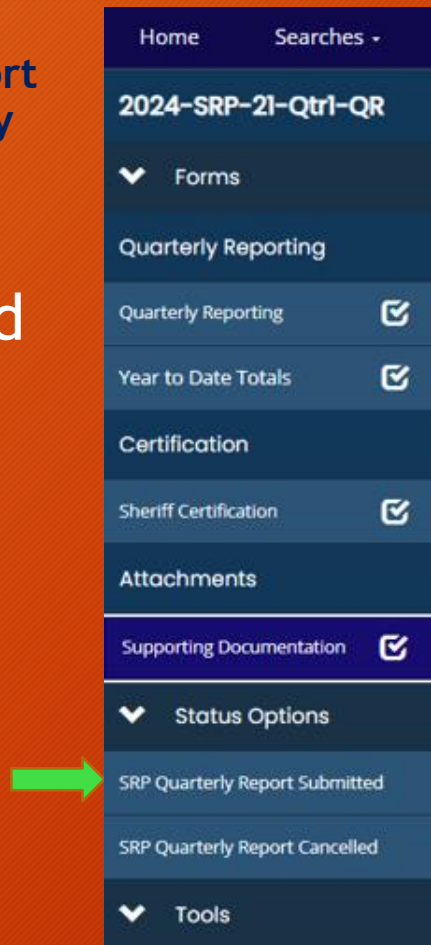 Home Searches
2024-SRP-21-Qtr1-QR
Forms
Quarterly Reporting
Quarterly Reporting
Year to Date Totals
Certification
Sheriff Certification
Attachments
Supporting Documentation
Status Options
SRP Quarterly Report Submitted
SRP Quarterly Report Cancelled
Tools